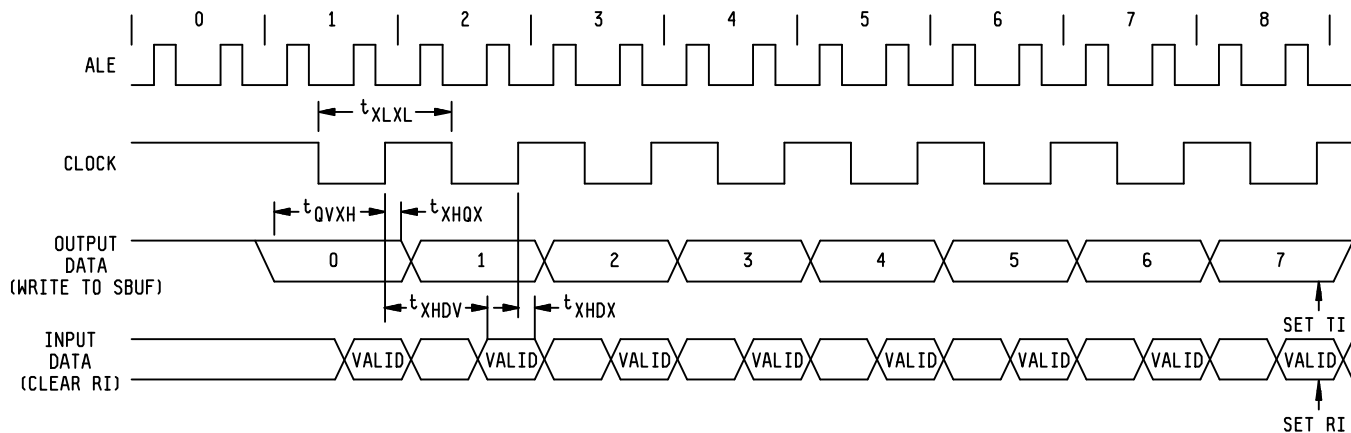 0 1 2 3 4 5 6 7 8
ALE
tXLXL
CLOCK
tQVXH tXHQX
OUTPUT
DATA
(WRITE TO SBUF)
0 1 2 3 4 5 6 7
tXHDV tXHDX
SET TI
INPUT
DATA
(CLEAR RI)
VALID VALID VALID VALID VALID VALID VALID VALID
SET RI